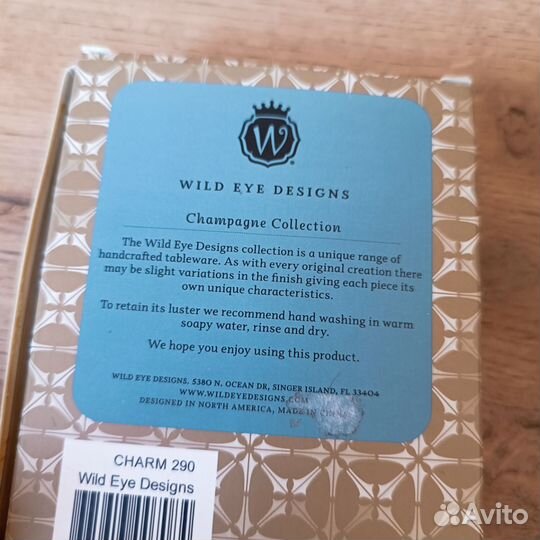 W
WILD EYE DESIGNS
Champagne Collection
The Wild Eye Designs collection is a unique range of
handcrafted tableware. As with every original creation there
may be slight variations in the finish giving each piece its
own unique characteristics.
To retain its luster we recommend hand washing in warm
soapy water, rinse and dry.
We hope you enjoy using this product.
WILD EYE DESIGNS. 5380 N. OCEAN DR, SINGER ISLAND, FL 33404
WWW.WILDEYEDESIGNS.COM
DESIGNED IN NORTH AMERICA, MADE IN
CHARM 290
Wild Eye Designs
Avito